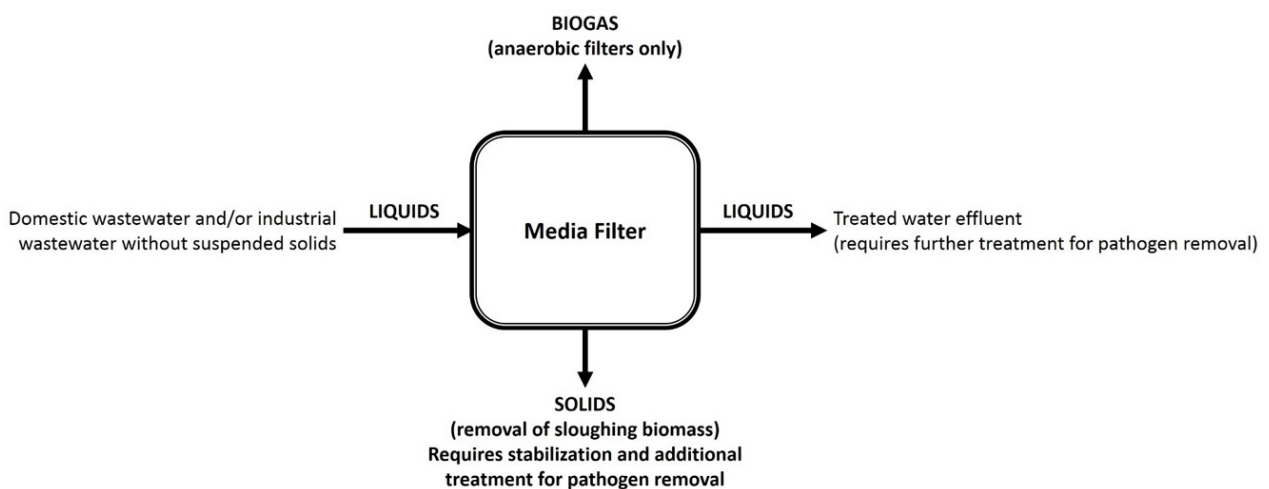 BIOGAS
(anaerobic filters only)
Domestic wastewater and/or industrial
wastewater without suspended solids
LIQUIDS
Media Filter
LIQUIDS
Treated water effluent
(requires further treatment for pathogen removal)
SOLIDS
(removal of sloughing biomass)
Requires stabilization and additional
treatment for pathogen removal